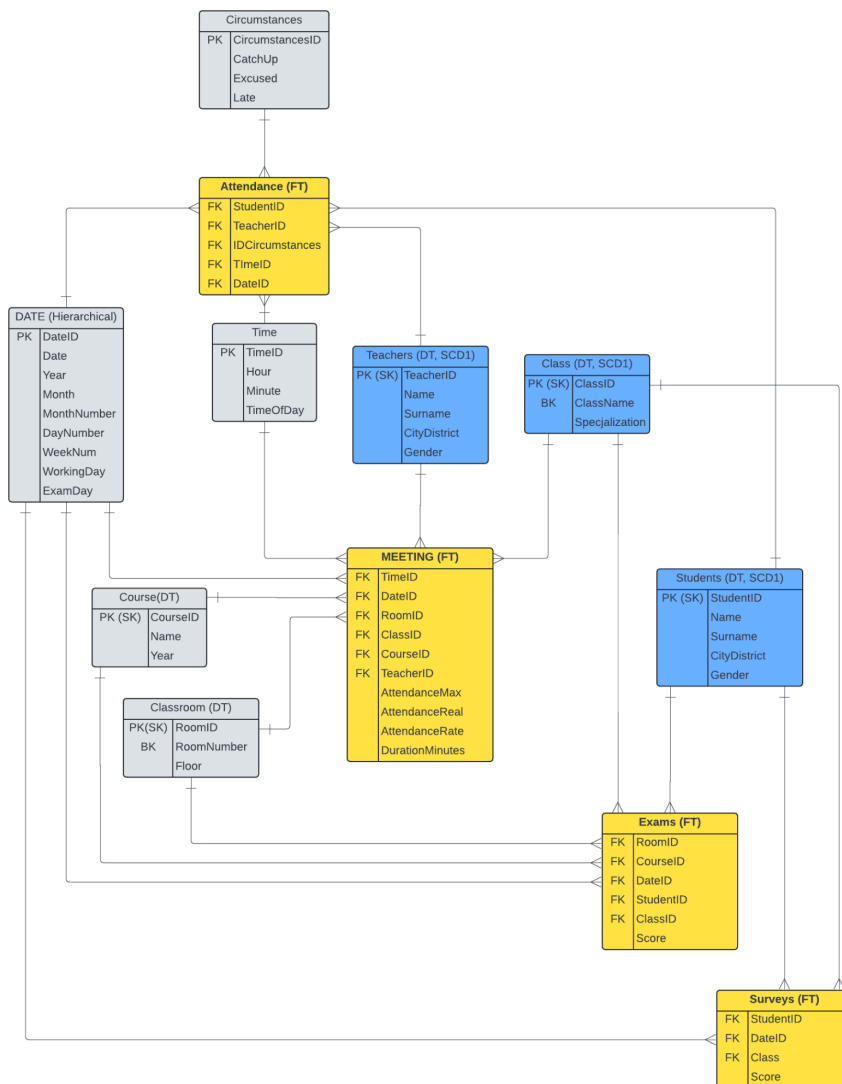 Circumstances
PK CircumstancesID
CatchUp
Excused
Late
Attendance (FT)
FK StudentID
FK TeacherID
FK IDCircumstances
FK TImeID
FK DateID
DATE (Hierarchical)
PK DateID
Date
Year
Month
MonthNumber
DayNumber
WeekNum
WorkingDay
ExamDay
Time
PK TimeID
Hour
Minute
TimeOfDay
Teachers (DT, SCD1)
PK (SK) TeacherID
Name
Surname
CityDistrict
Gender
Class (DT, SCD1)
PK (SK) ClassID
BK ClassName
Specjalization
MEETING (FT)
FK TimeID
FK DateID
FK RoomID
FK ClassID
FK CourseID
FK TeacherID
AttendanceMax
AttendanceReal
AttendanceRate
DurationMinutes
Students (DT, SCD1)
PK (SK) StudentID
Name
Surname
CityDistrict
Gender
Course(DT)
PK (SK) CourseID
Name
Year
Classroom (DT)
PK(SK) RoomID
BK RoomNumber
Floor
Exams (FT)
FK RoomID
FK CourseID
FK DateID
FK StudentID
FK ClassID
Score
Surveys (FT)
FK StudentID
FK DateID
FK Class
Score